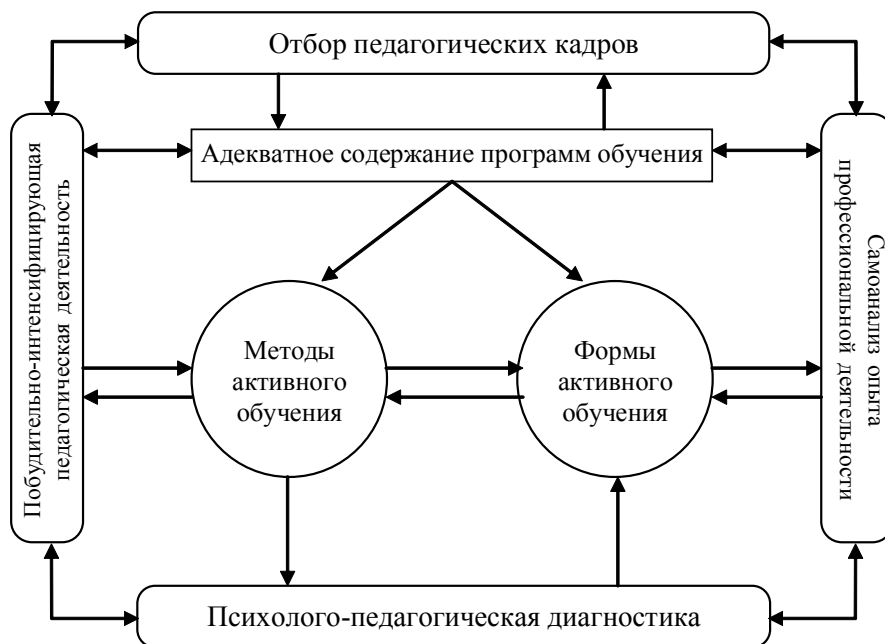 Отбор педагогических кадров
Адекватное содержание программ обучения
Побудительно-интенсифицирующая
педагогическая деятельность
Методы
активного
обучения
Формы
активного
обучения
Самоанализ опыта
профессиональной деятельности
Психолого-педагогическая диагностика